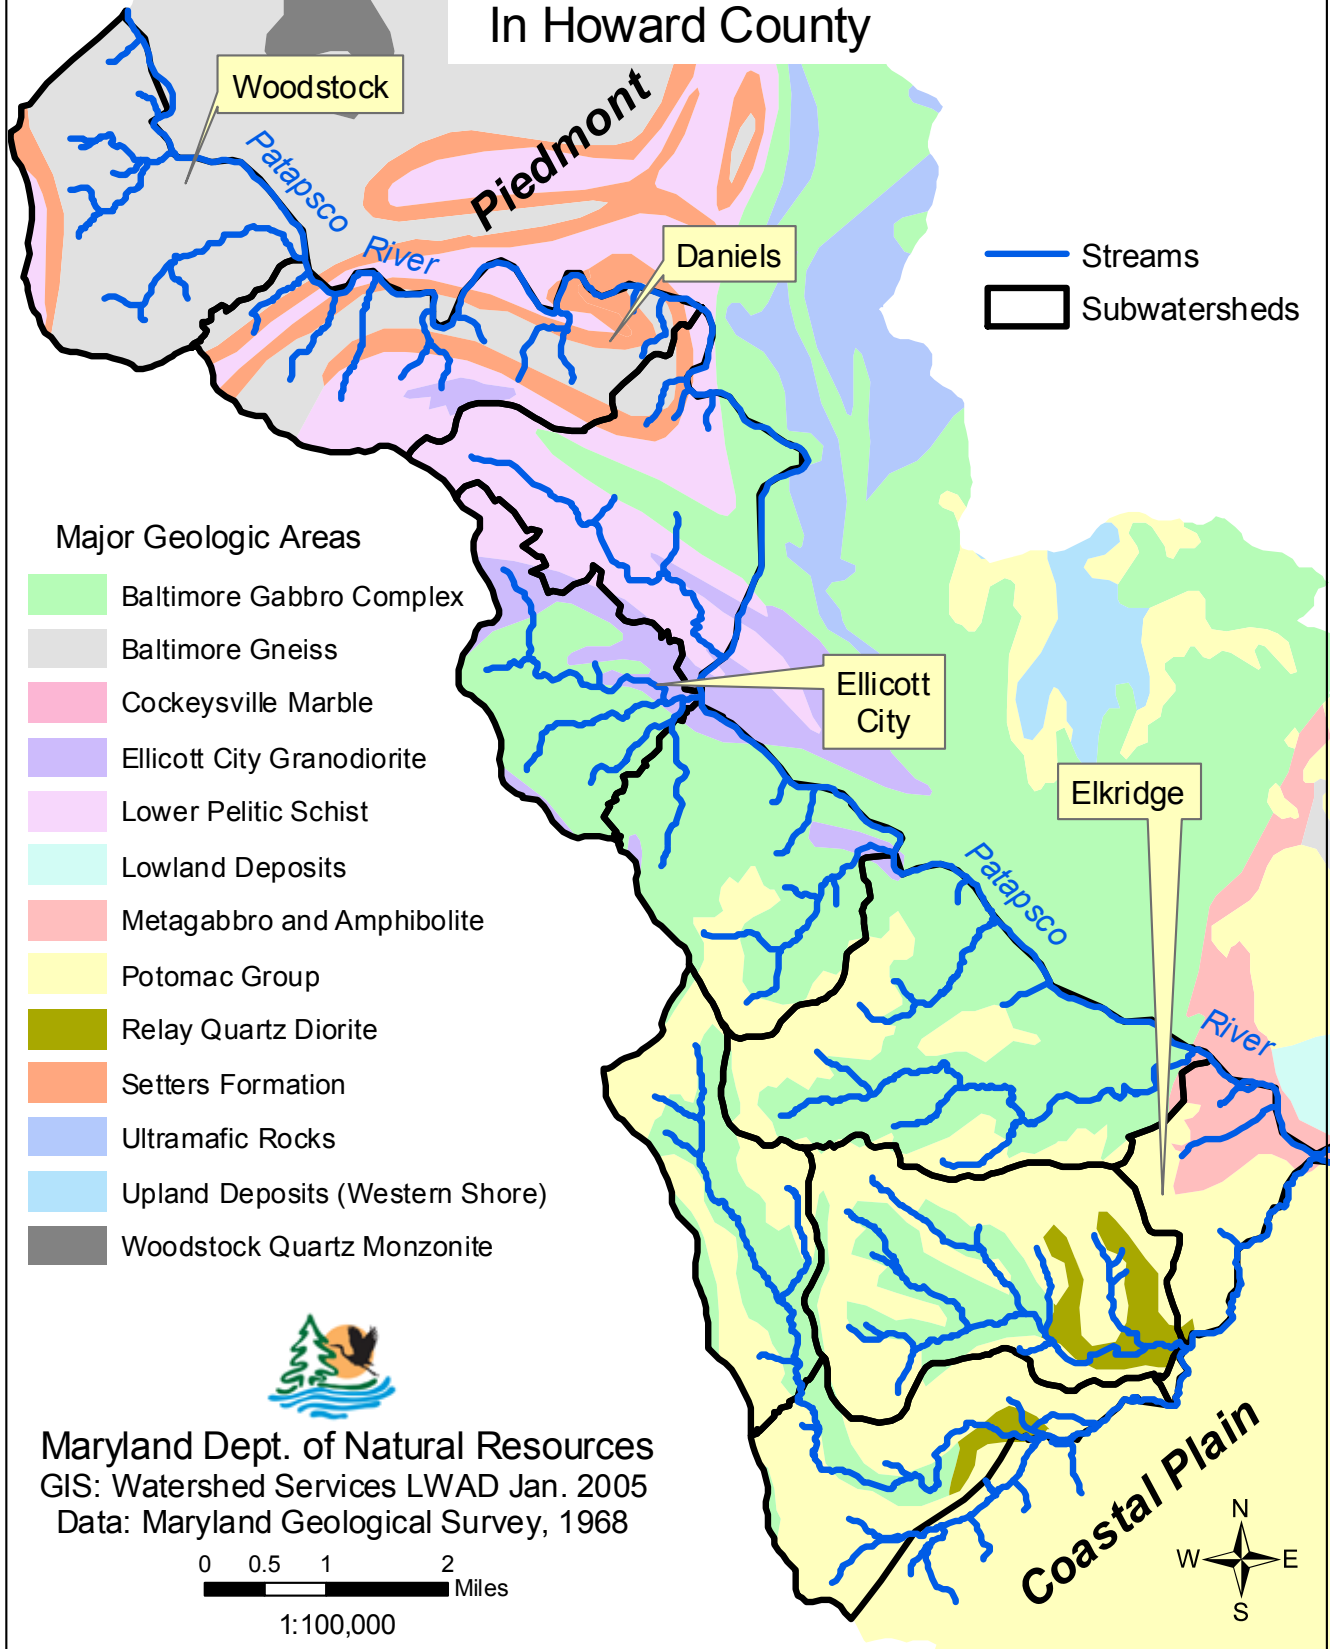 In Howard County
Woodstock
Patapsco
River
Piedmont
Daniels
Streams
Subwatersheds
Major Geologic Areas
Baltimore Gabbro Complex
Baltimore Gneiss
Cockeysville Marble
Ellicott City Granodiorite
Lower Pelitic Schist
Lowland Deposits
Metagabbro and Amphibolite
Potomac Group
Relay Quartz Diorite
Setters Formation
Ultramafic Rocks
Upland Deposits (Western Shore)
Woodstock Quartz Monzonite
Ellicott
City
Elkridge
Patapsco
River
Coastal Plain
Maryland Dept. of Natural Resources
GIS: Watershed Services LWAD Jan. 2005
Data: Maryland Geological Survey, 1968
0 0.5 1 2
Miles
1:100,000
N
W E
S